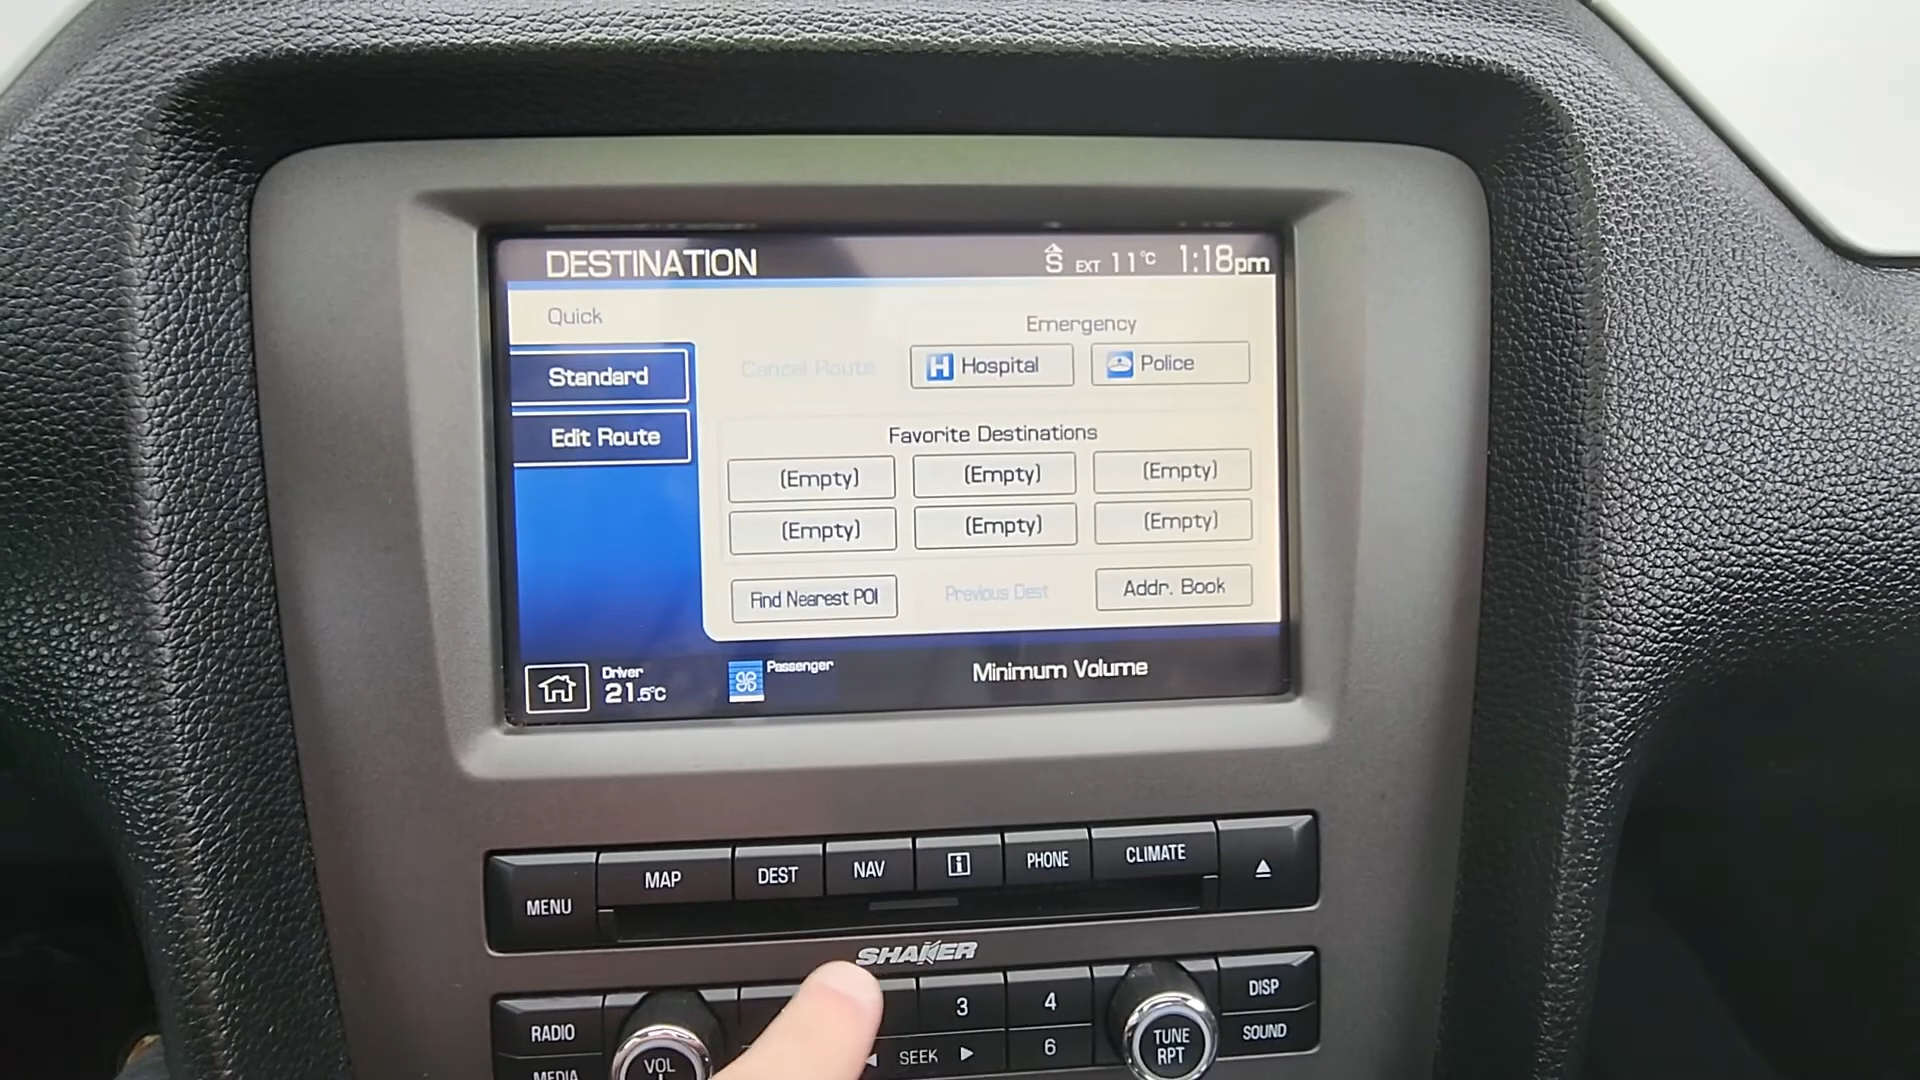 DESTINATION
S EXT 11°C 1:18pm
Quick
Emergency
Standard
Cancel Route
H Hospital
Police
Edit Route
Favorite Destinations
(Empty) (Empty) (Empty)
(Empty) (Empty) (Empty)
Find Nearest POI
Previous Dest
Addr. Book
Driver
21.5°C
Passenger
Minimum Volume
MENU
MAP
DEST
NAV
i
PHONE
CLIMATE
SHAKER
RADIO
3
4
DISP
MEDIA
VOL
SEEK
6
TUNE
RPT
SOUND